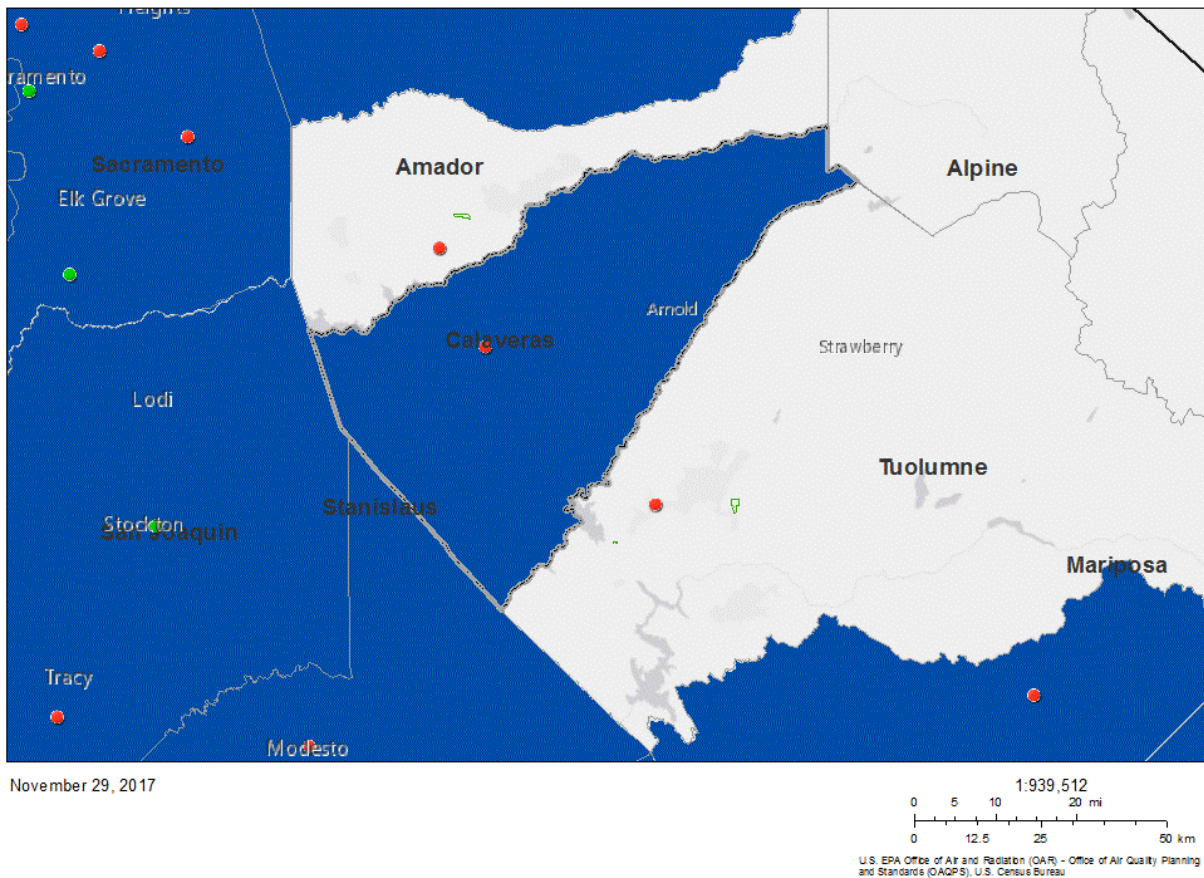 Heights
ramento
Sacramento
Amador
Alpine
Elk Grove
Arnold
Calaveras
Strawberry
Lodi
Tuolumne
Stanislaus
Stockton
San Joaquin
Mariposa
Tracy
Modesto
November 29, 2017
1:939,512
0 5 10 20 mi
0 12.5 25 50 km
U.S. EPA Office of Air and Radiation (OAR) - Office of Air Quality Planning
and Standards (OAQPS), U.S. Census Bureau